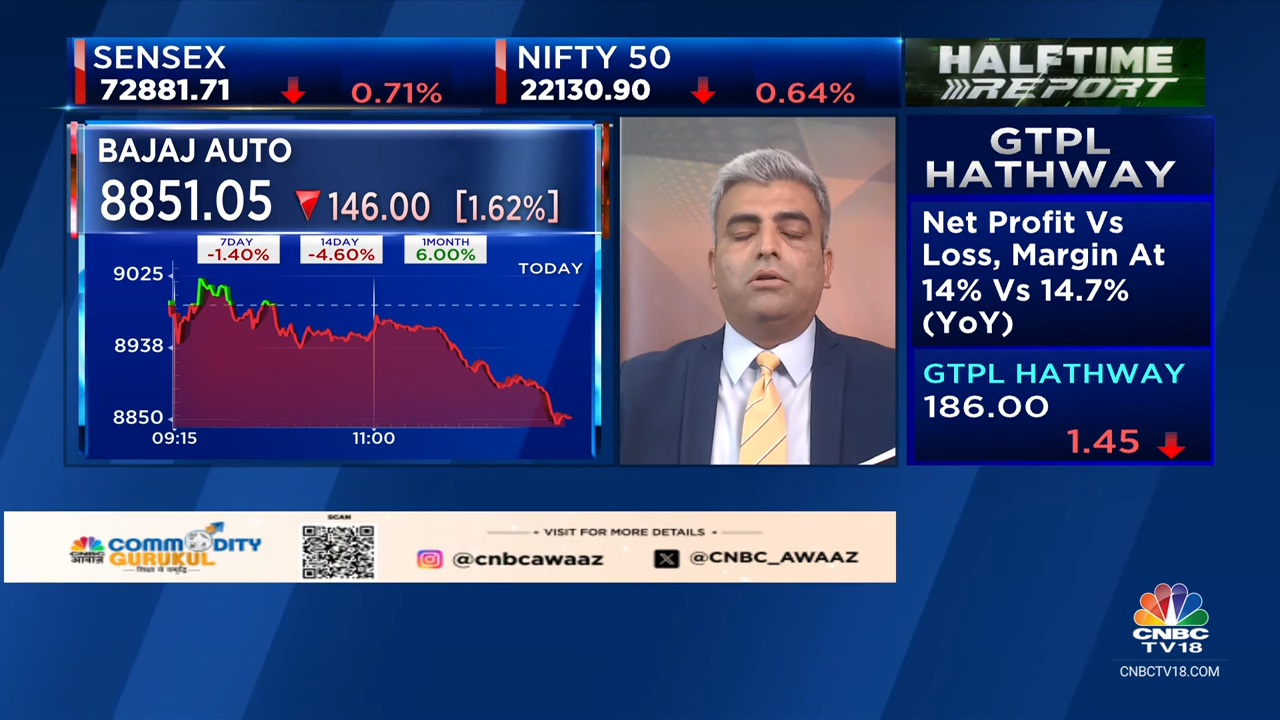 SENSEX
72881.71 0.71%
NIFTY 50
22130.90 0.64%
HALFTIME
REPORT
BAJAJ AUTO
8851.05 146.00 [1.62%]
7DAY
-1.40%
14DAY
-4.60%
1MONTH
6.00%
TODAY
9025
8938
8850
09:15
11:00
GTPL
HATHWAY
Net Profit Vs
Loss, Margin At
14% Vs 14.7%
(YoY)
GTPL HATHWAY
186.00
1.45
CNBC
आवाज़
COMMODITY
GURUKUL
शिक्षा से समृद्धि
SCAN
VISIT FOR MORE DETAILS
@cnbcawaaz
@CNBC_AWAAZ
CNBC
TV18
CNBCTV18.COM